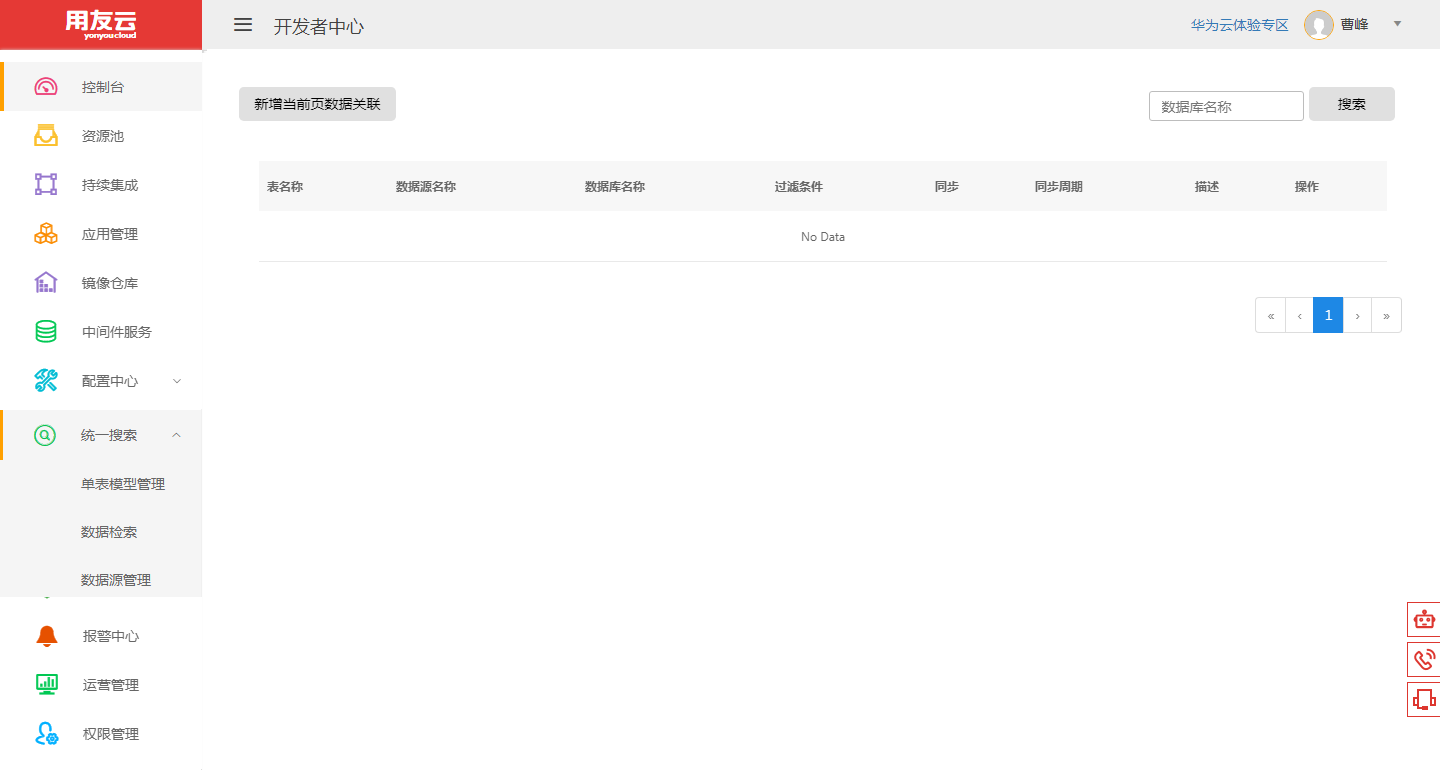 用友云
yonyoucloud
开发者中心
华为云体验专区
曹峰
控制台
资源池
持续集成
应用管理
镜像仓库
中间件服务
配置中心
统一搜索
单表模型管理
数据检索
数据源管理
报警中心
运营管理
权限管理
新增当前页数据关联
数据库名称
搜索
表名称 数据源名称 数据库名称 过滤条件 同步 同步周期 描述 操作
No Data
« ‹ 1 › »